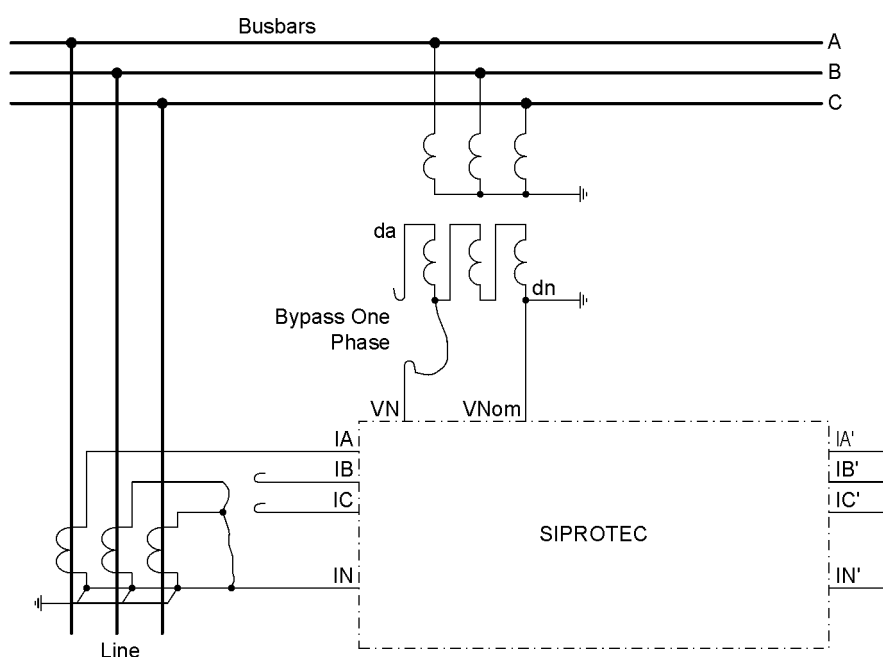 Busbars
A
B
C
da
dn
Bypass One
Phase
VN
VNom
IA
IB
IC
IN
SIPROTEC
IA'
IB'
IC'
IN'
Line